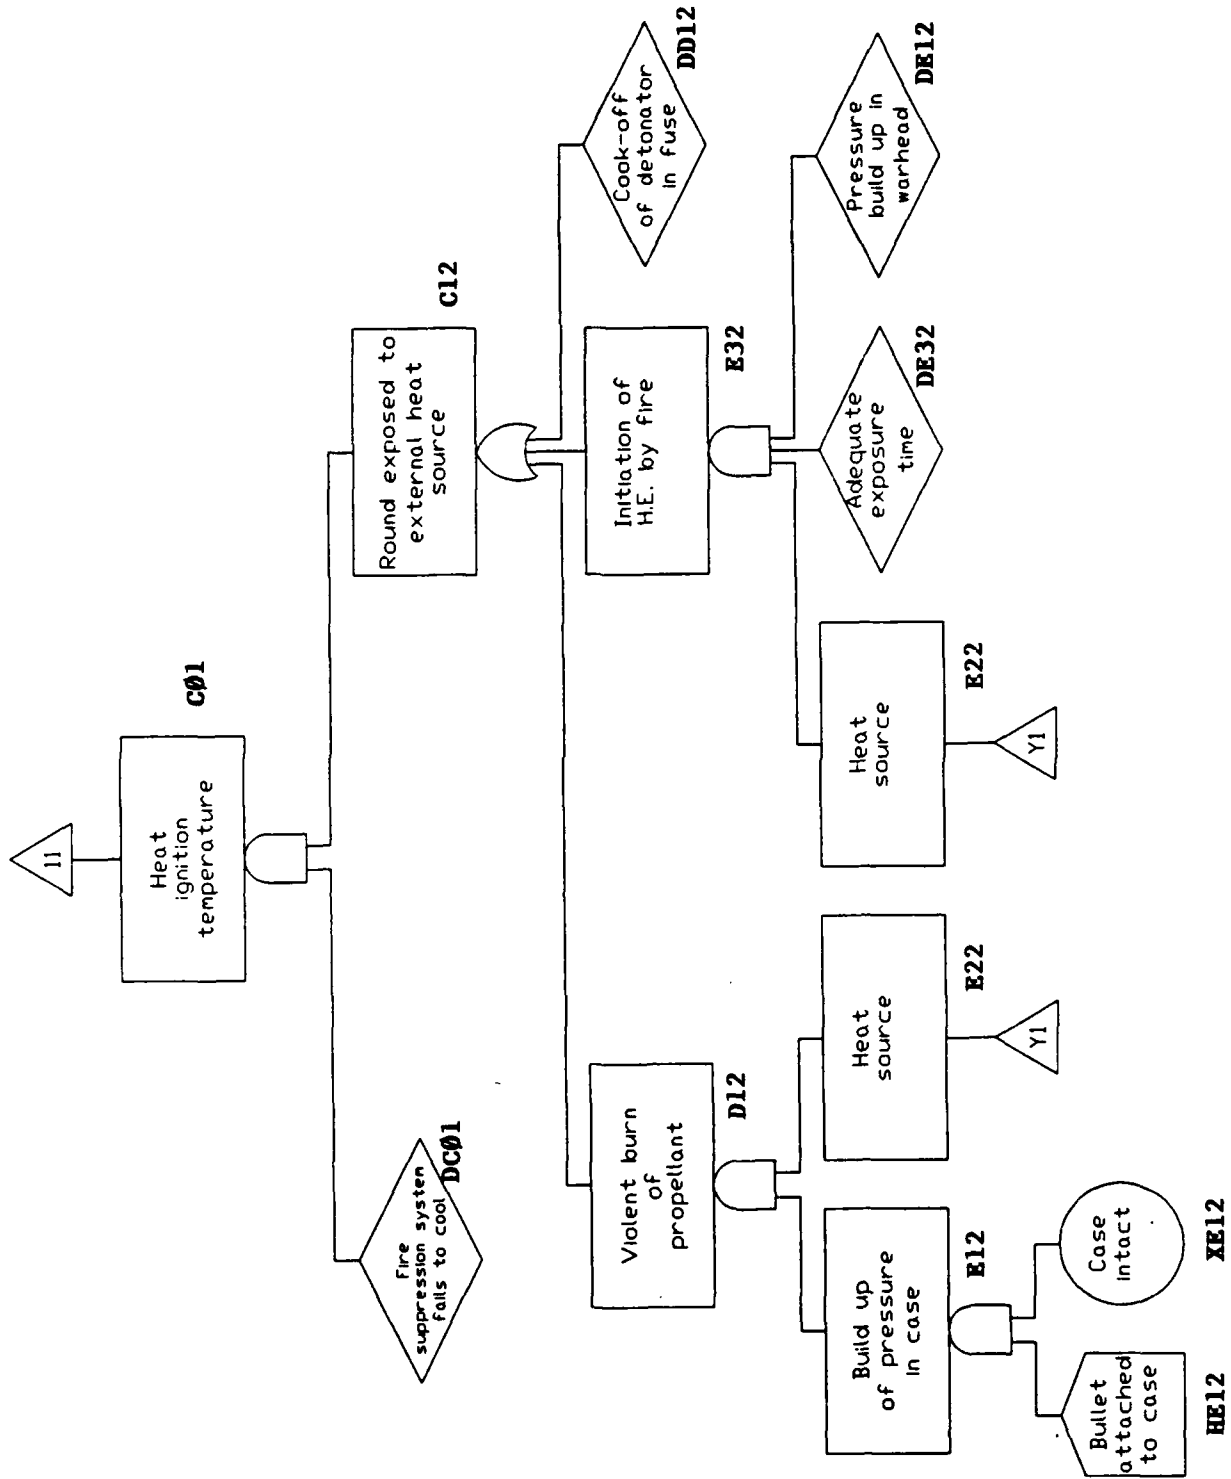 11
Heat
ignition
temperature
CØ1
Fire
suppression system
fails to cool
DCØ1
Round exposed to
external heat
source
C12
Violent burn
of
propellant
D12
Initiation of
H.E. by fire
E32
Cook-off
of detonator
in fuse
DD12
Build up
of pressure
in case
E12
Heat
source
E22
Y1
Heat
source
E22
Y1
Adequate
exposure
time
DE32
Pressure
build up in
warhead
DE12
Bullet
attached
to case
HE12
Case
intact
XE12